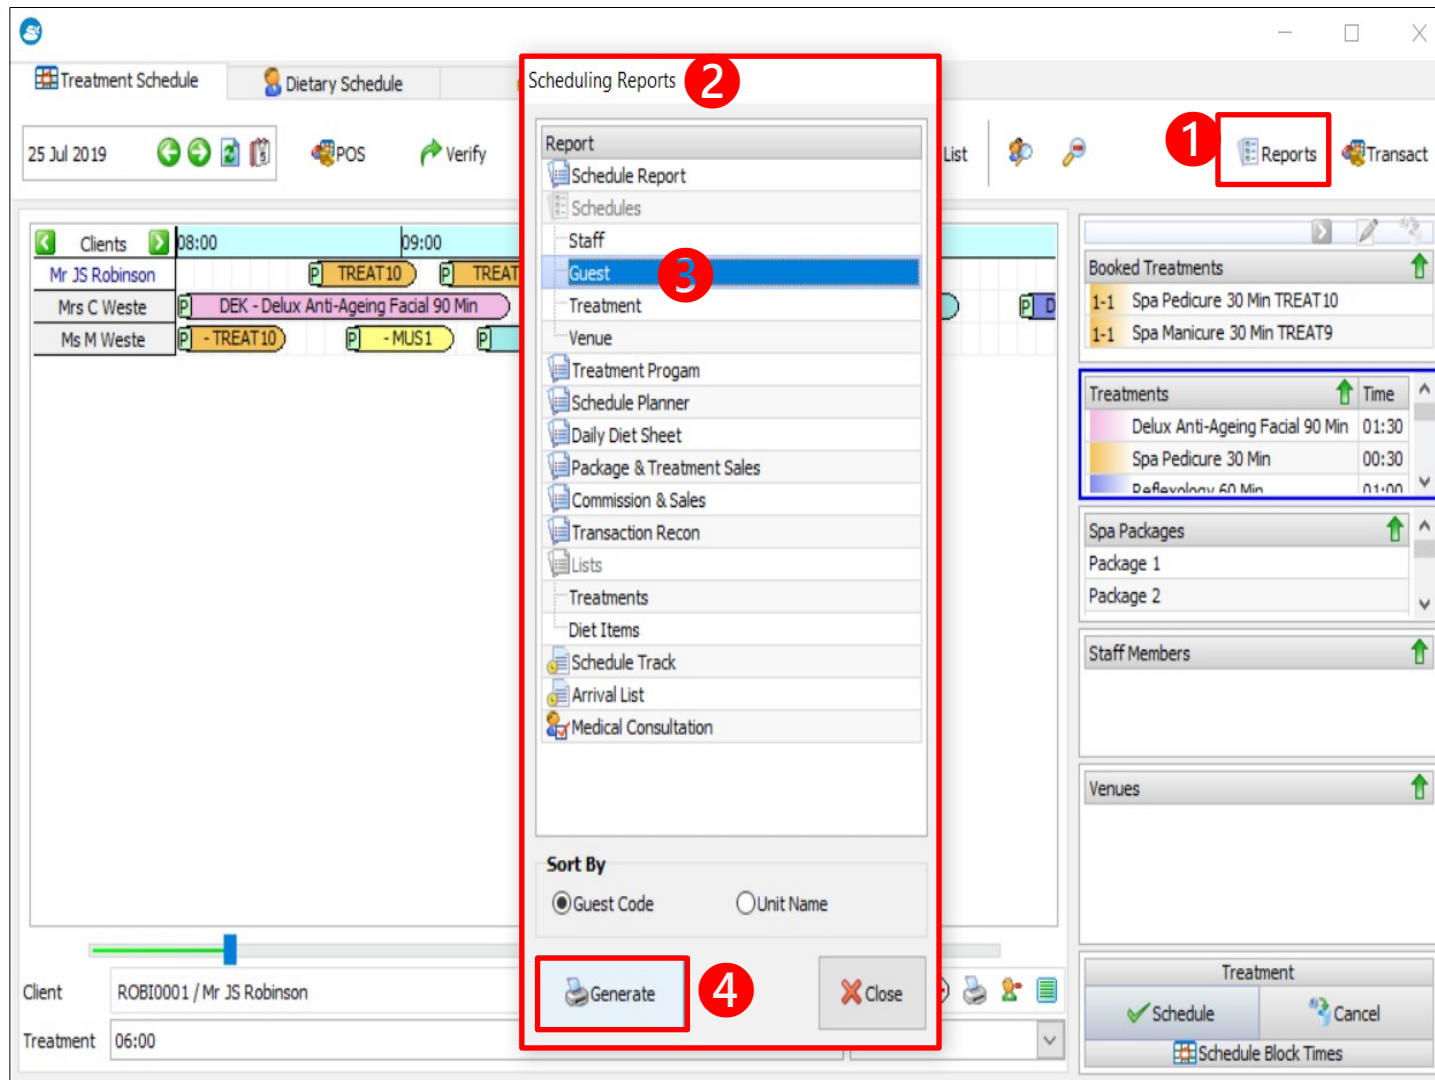 Treatment Schedule
Dietary Schedule
Scheduling Reports
2
25 Jul 2019
POS
Verify
List
1
Reports
Transact
Report
Schedule Report
Schedules
Staff
Guest
3
Treatment
Venue
Treatment Progam
Schedule Planner
Daily Diet Sheet
Package & Treatment Sales
Commission & Sales
Transaction Recon
Lists
Treatments
Diet Items
Schedule Track
Arrival List
Medical Consultation
Sort By
Guest Code
Unit Name
Generate
4
Close
Clients
08:00
09:00
Mr JS Robinson
P TREAT10
P TREAT
Mrs C Weste
P DEK - Delux Anti-Ageing Facial 90 Min
P D
Ms M Weste
P - TREAT10
P - MUS1
P
Booked Treatments
1-1 Spa Pedicure 30 Min TREAT10
1-1 Spa Manicure 30 Min TREAT9
Treatments Time
Delux Anti-Ageing Facial 90 Min 01:30
Spa Pedicure 30 Min 00:30
Reflexology 60 Min 01:00
Spa Packages
Package 1
Package 2
Staff Members
Venues
Client ROBI0001 / Mr JS Robinson
Treatment 06:00
Treatment
Schedule
Cancel
Schedule Block Times